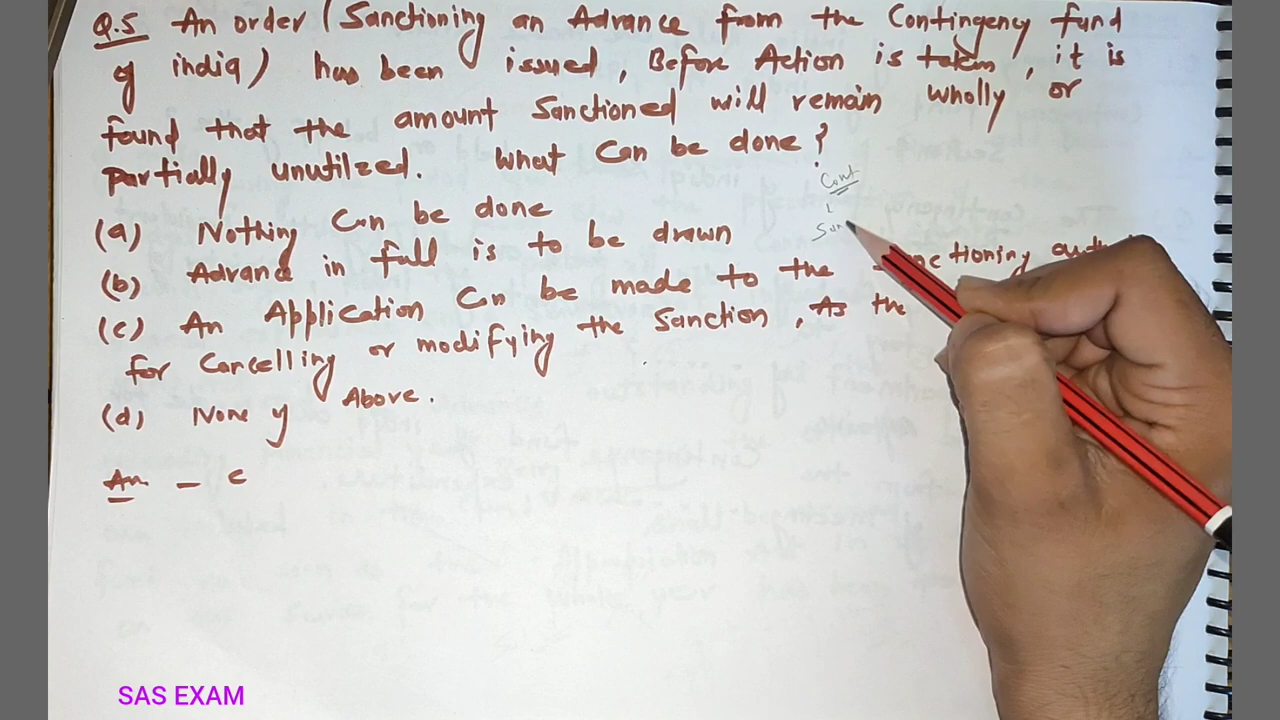 Q.5 An order (Sanctioning an Advance from the Contingency fund
of india) has been issued, Before Action is taken, it is
found that the amount Sanctioned will remain wholly or
partially unutilzed. What Can be done?
Cont
(a) Nothing Can be done
(b) Advance in full is to be drawn
(c) An Application Can be made to the
for Cancelling or modifying the Sanction, As the
(d) None of Above.
An – c
SAS EXAM